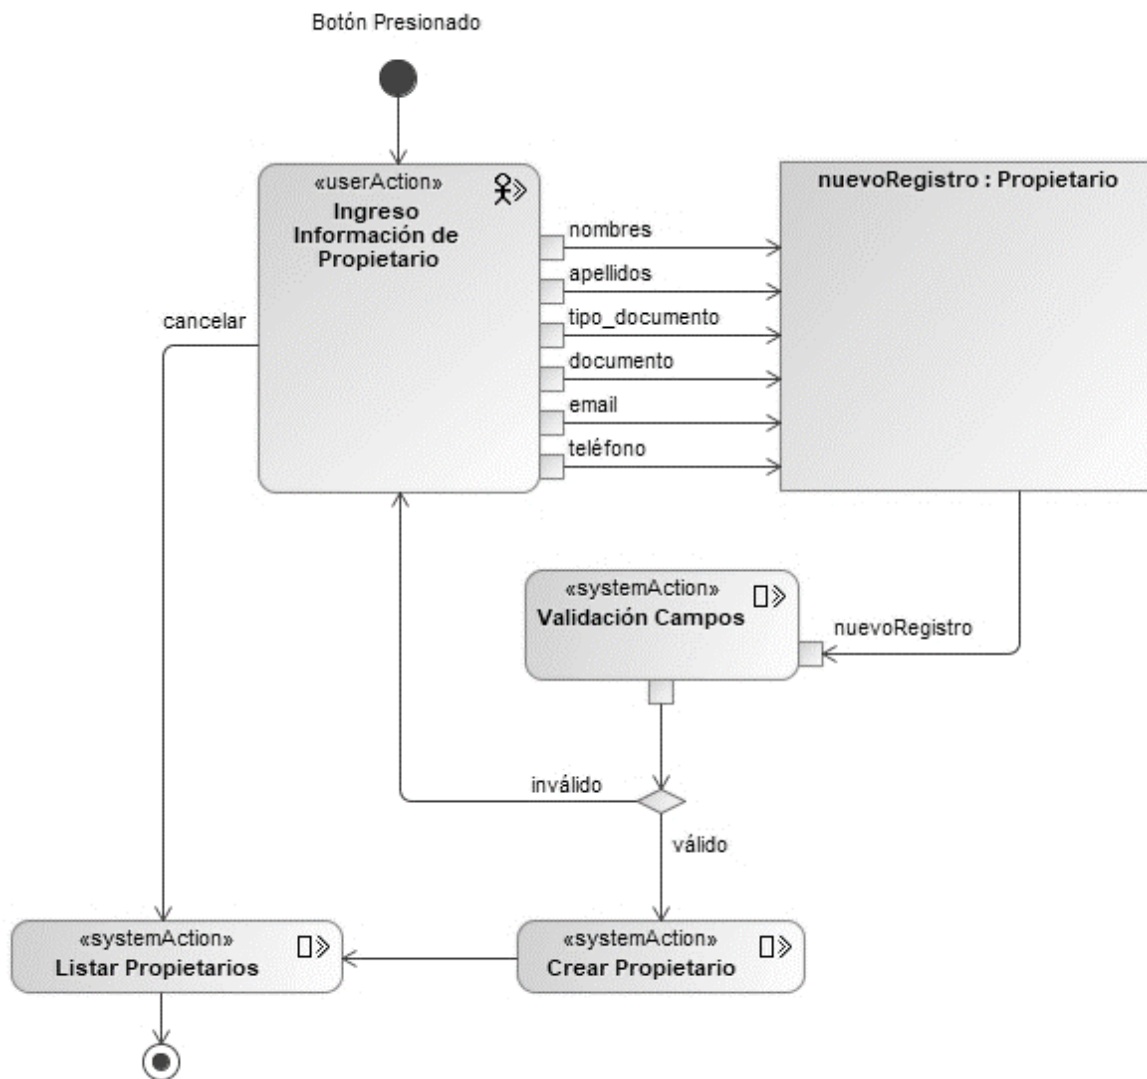 Botón Presionado
«userAction»
Ingreso
Información de
Propietario
nuevoRegistro : Propietario
nombres
apellidos
tipo_documento
documento
email
teléfono
cancelar
«systemAction»
Validación Campos
nuevoRegistro
inválido
válido
«systemAction»
Listar Propietarios
«systemAction»
Crear Propietario